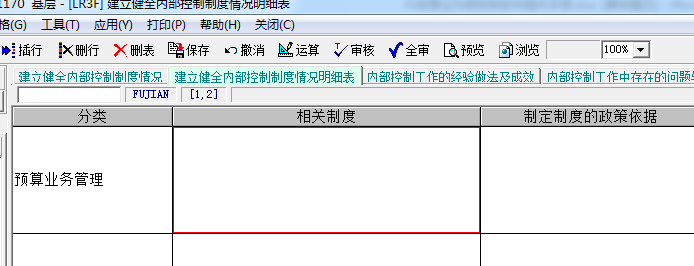 1170 基层 - [LR3F] 建立健全内部控制制度情况明细表
格(S) 工具(T) 应用(Y) 打印(P) 帮助(H) 关闭(C)
插行 删行 删表 保存 撤消 运算 审核 全审 预览 浏览 100%
建立健全内部控制制度情况 建立健全内部控制制度情况明细表 内部控制工作的经验做法及成效 内部控制工作中存在的问题
FUJIAN [1,2]
分类 相关制度 制定制度的政策依据
预算业务管理